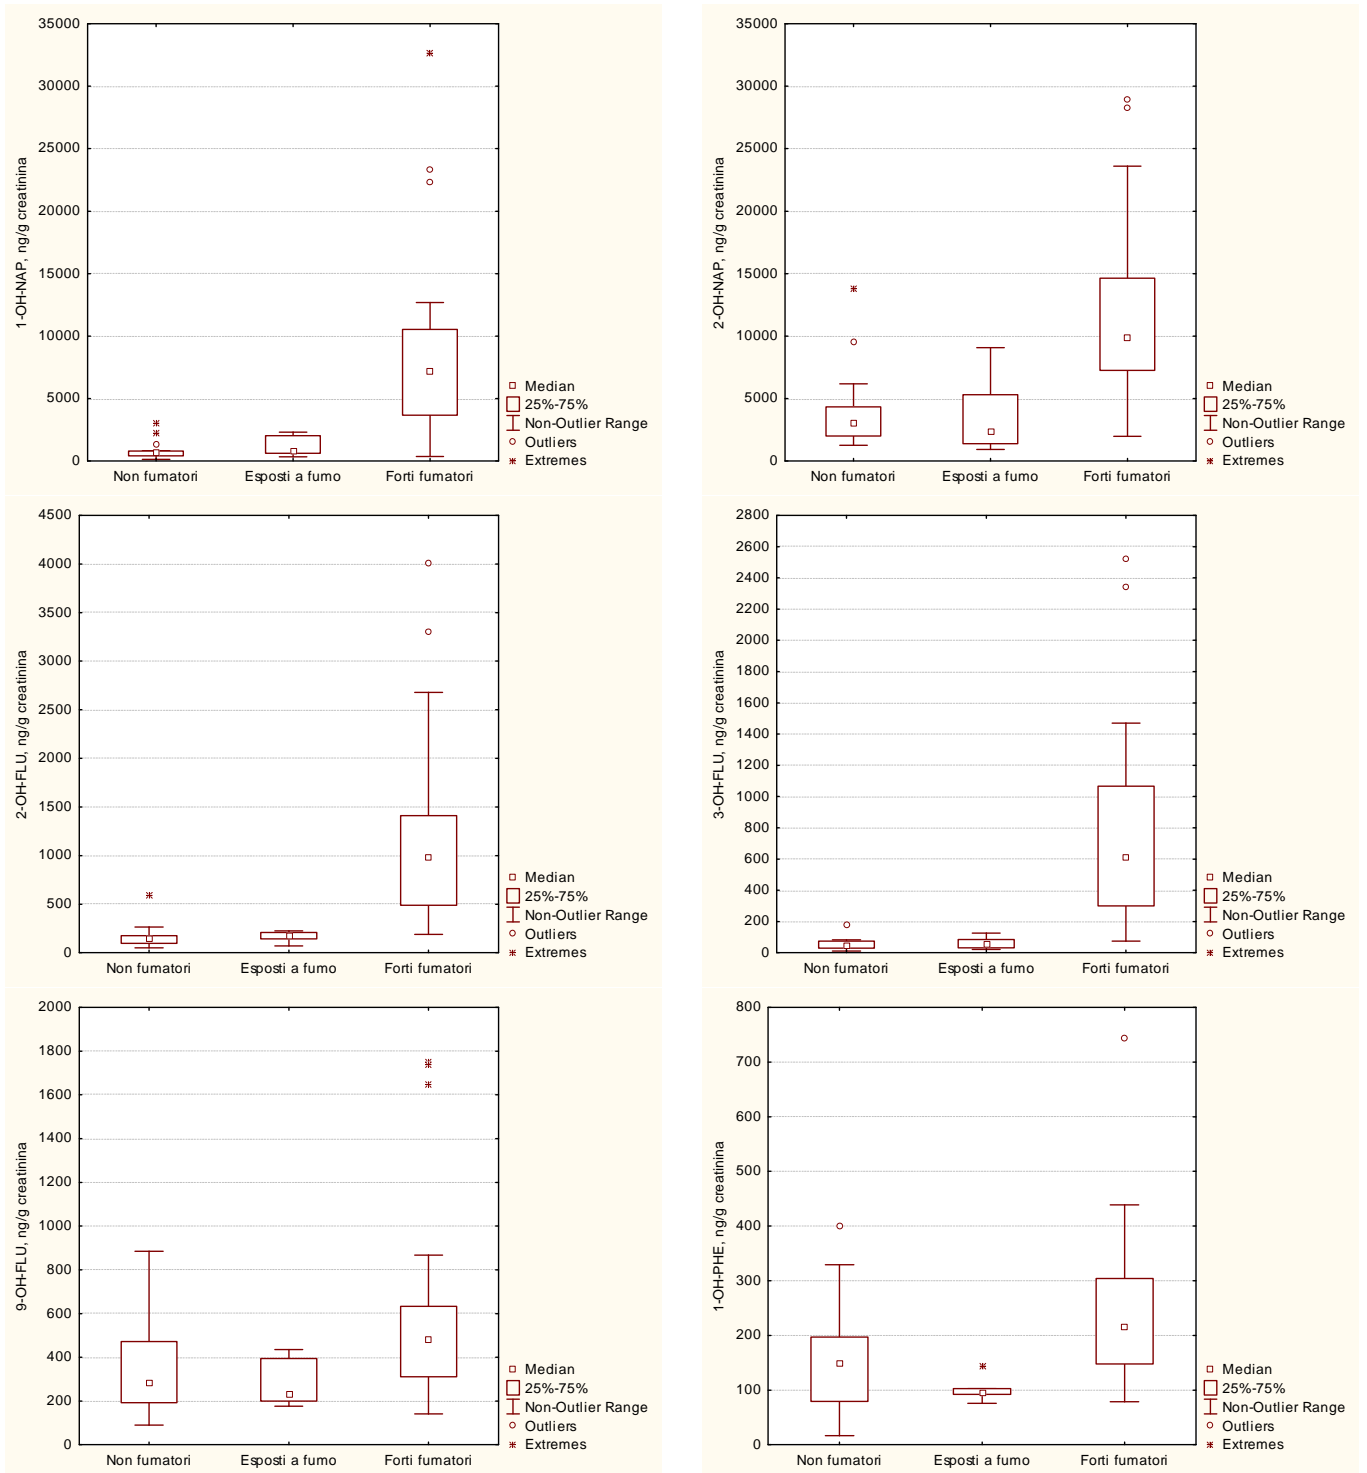 35000
30000
25000
20000
15000
10000
5000
0
1-OH-NAP, ng/g creatinina
Non fumatori
Esposti a fumo
Forti fumatori
Median
25%-75%
Non-Outlier Range
Outliers
Extremes
35000
30000
25000
20000
15000
10000
5000
0
2-OH-NAP, ng/g creatinina
Non fumatori
Esposti a fumo
Forti fumatori
Median
25%-75%
Non-Outlier Range
Outliers
Extremes
4500
4000
3500
3000
2500
2000
1500
1000
500
0
2-OH-FLU, ng/g creatinina
Non fumatori
Esposti a fumo
Forti fumatori
Median
25%-75%
Non-Outlier Range
Outliers
Extremes
2800
2600
2400
2200
2000
1800
1600
1400
1200
1000
800
600
400
200
0
3-OH-FLU, ng/g creatinina
Non fumatori
Esposti a fumo
Forti fumatori
Median
25%-75%
Non-Outlier Range
Outliers
Extremes
2000
1800
1600
1400
1200
1000
800
600
400
200
0
9-OH-FLU, ng/g creatinina
Non fumatori
Esposti a fumo
Forti fumatori
Median
25%-75%
Non-Outlier Range
Outliers
Extremes
800
700
600
500
400
300
200
100
0
1-OH-PHE, ng/g creatinina
Non fumatori
Esposti a fumo
Forti fumatori
Median
25%-75%
Non-Outlier Range
Outliers
Extremes